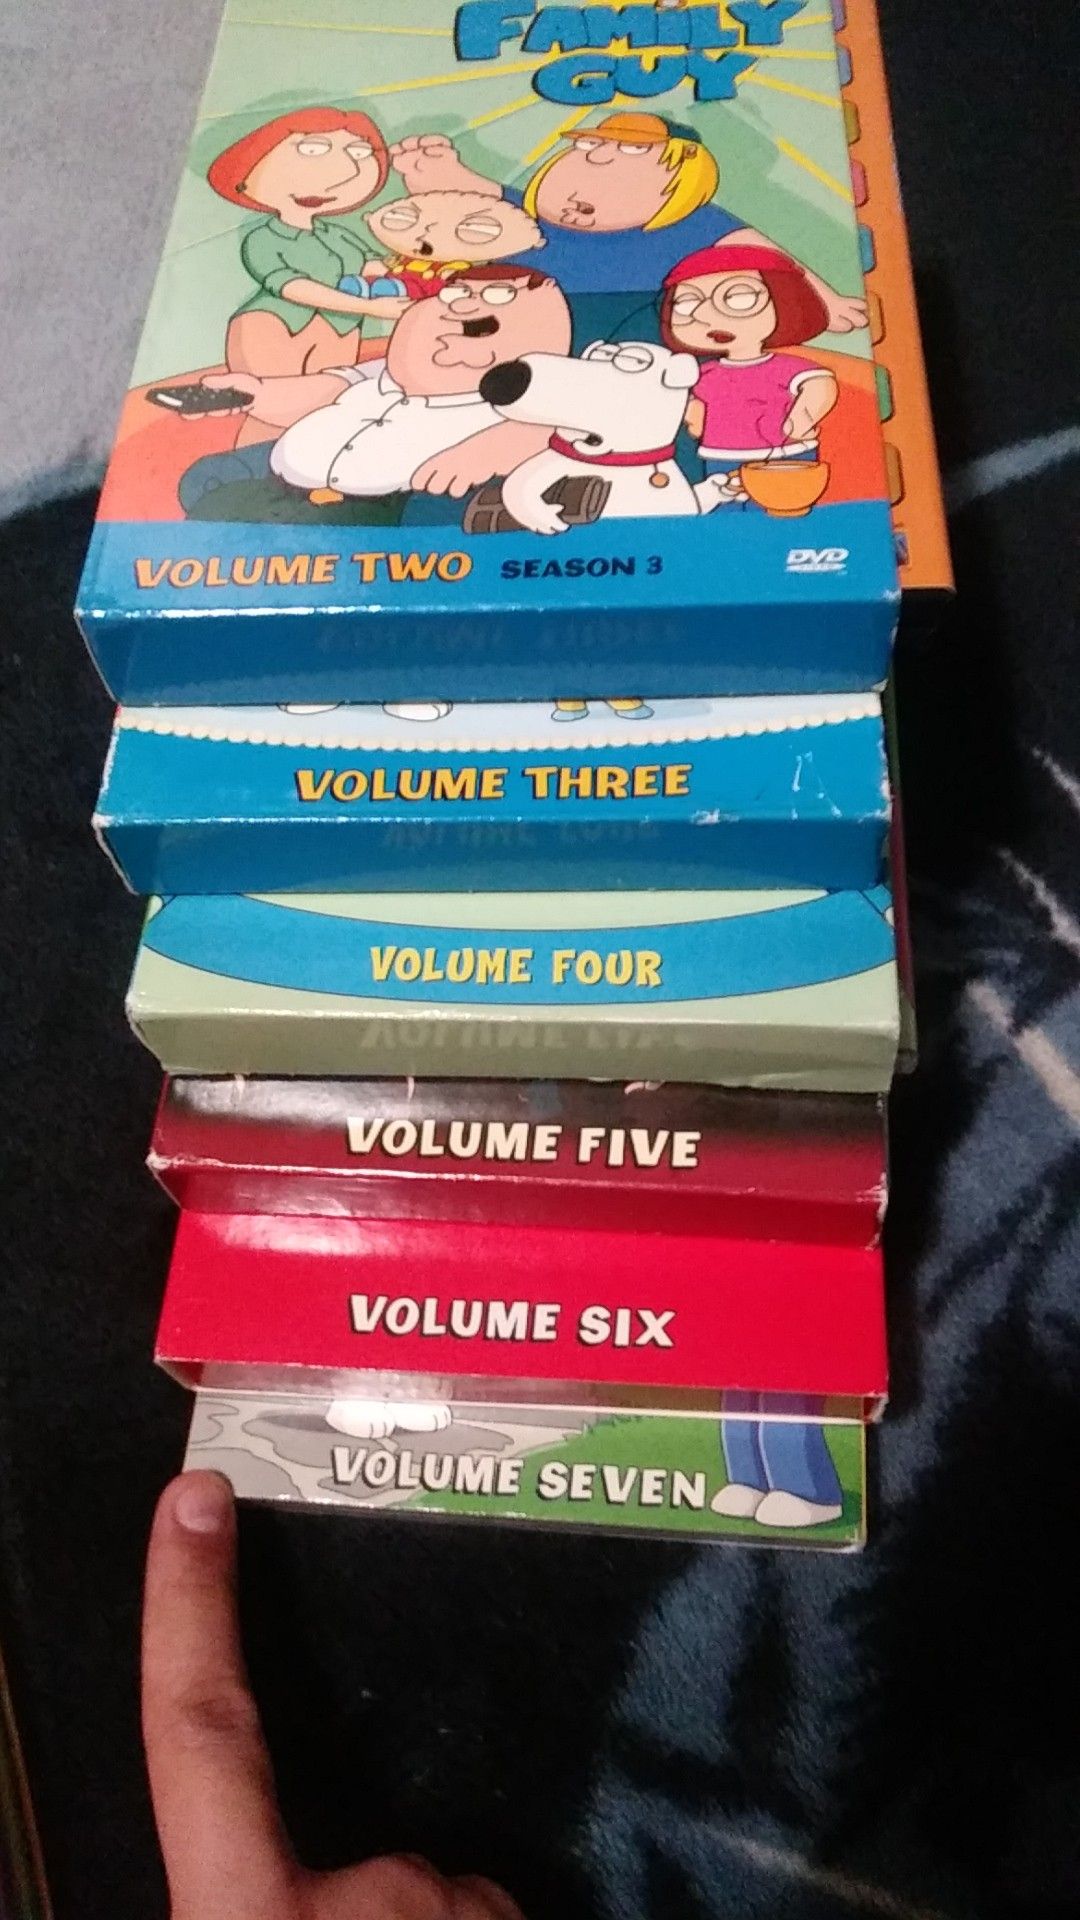 FAMILY
GUY
VOLUME TWO SEASON 3 DVD
VOLUME THREE
VOLUME FOUR
VOLUME FIVE
VOLUME SIX
VOLUME SEVEN